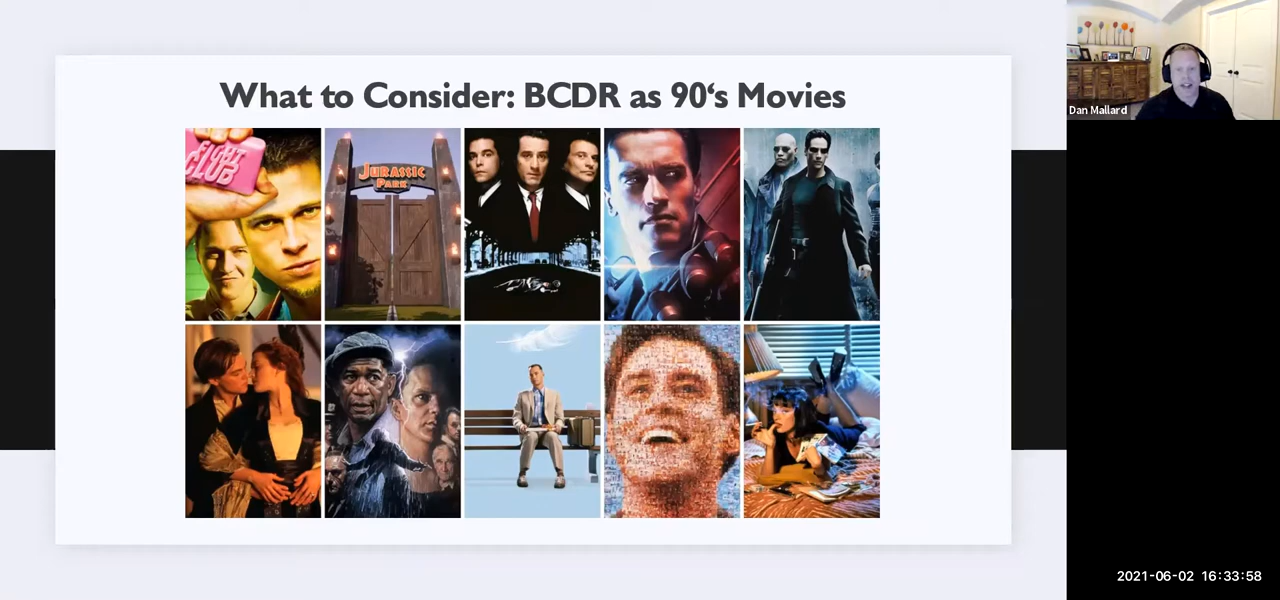 What to Consider: BCDR as 90‘s Movies
FIGHT
CLUB
JURASSIC
PARK
Dan Mallard
2021-06-02 16:33:58